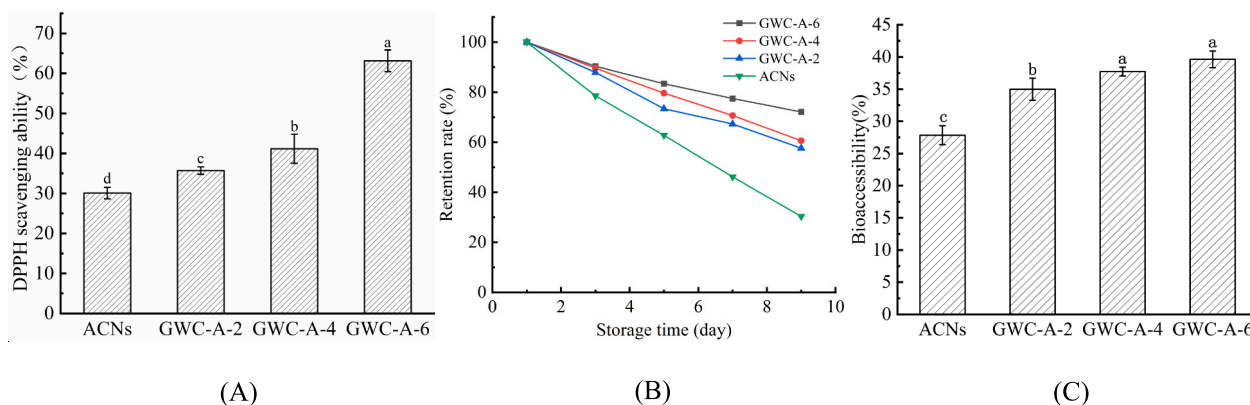 DPPH scavenging ability（%）
70
60
50
40
30
20
10
0
d
c
b
a
ACNs GWC-A-2 GWC-A-4 GWC-A-6
(A)
Retention rate (%)
100
80
60
40
20
0
GWC-A-6
GWC-A-4
GWC-A-2
ACNs
0 2 4 6 8 10
Storage time (day)
(B)
Bioaccessibility(%)
45
40
35
30
25
20
15
10
5
0
c
b
a
a
ACNs GWC-A-2 GWC-A-4 GWC-A-6
(C)